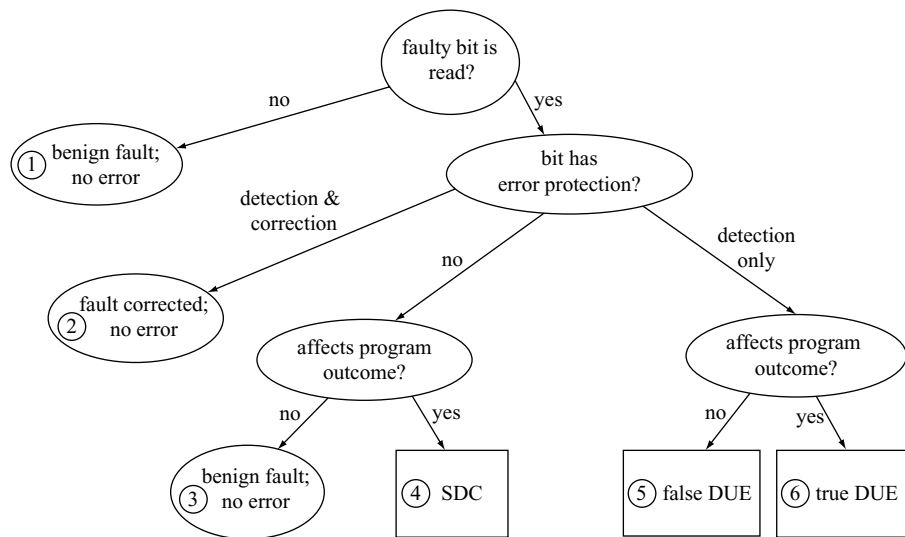 faulty bit is
read?
no
yes
1 benign fault;
no error
bit has
error protection?
detection &
correction
no
detection
only
2 fault corrected;
no error
affects program
outcome?
affects program
outcome?
no
yes
no
yes
3 benign fault;
no error
4 SDC
5 false DUE
6 true DUE